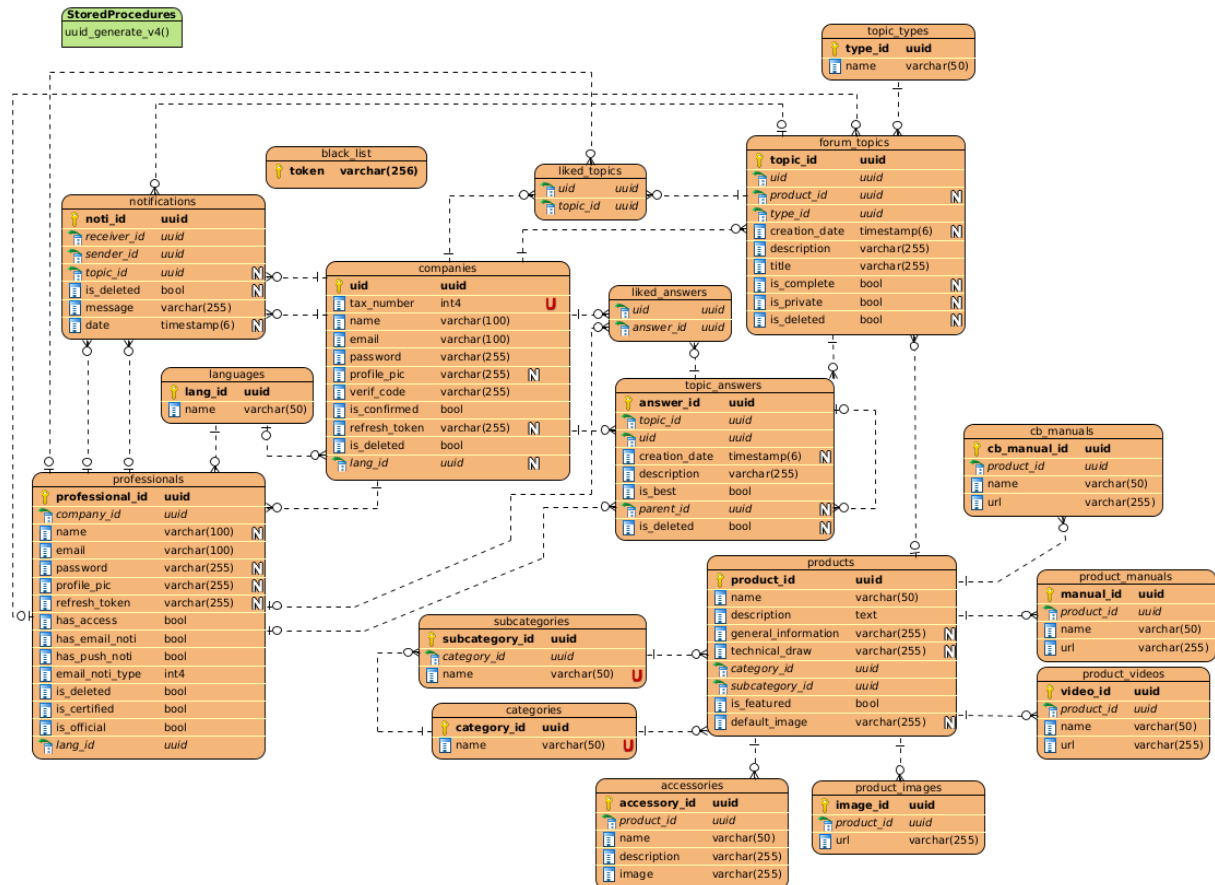 StoredProcedures
uuid_generate_v4()
topic_types
type_id uuid
name varchar(50)
black_list
token varchar(256)
liked_topics
uid uuid
topic_id uuid
forum_topics
topic_id uuid
uid uuid
product_id uuid N
type_id uuid
creation_date timestamp(6) N
description varchar(255)
title varchar(255)
is_complete bool N
is_private bool N
is_deleted bool N
notifications
noti_id uuid
receiver_id uuid
sender_id uuid
topic_id uuid N
is_deleted bool N
message varchar(255)
date timestamp(6) N
companies
uid uuid
tax_number int4 U
name varchar(100)
email varchar(100)
password varchar(255)
profile_pic varchar(255) N
verif_code varchar(255)
is_confirmed bool
refresh_token varchar(255) N
is_deleted bool
lang_id uuid N
liked_answers
uid uuid
answer_id uuid
languages
lang_id uuid
name varchar(50)
topic_answers
answer_id uuid
topic_id uuid
uid uuid
creation_date timestamp(6) N
description varchar(255)
is_best bool
parent_id uuid N
is_deleted bool N
cb_manuals
cb_manual_id uuid
product_id uuid
name varchar(50)
url varchar(255)
professionals
professional_id uuid
company_id uuid
name varchar(100) N
email varchar(100)
password varchar(255) N
profile_pic varchar(255) N
refresh_token varchar(255) N
has_access bool
has_email_noti bool
has_push_noti bool
email_noti_type int4
is_deleted bool
is_certified bool
is_official bool
lang_id uuid
products
product_id uuid
name varchar(50)
description text
general_information varchar(255) N
technical_draw varchar(255) N
category_id uuid
subcategory_id uuid
is_featured bool
default_image varchar(255) N
product_manuals
manual_id uuid
product_id uuid
name varchar(50)
url varchar(255)
subcategories
subcategory_id uuid
category_id uuid
name varchar(50) U
product_videos
video_id uuid
product_id uuid
name varchar(50)
url varchar(255)
categories
category_id uuid
name varchar(50) U
accessories
accessory_id uuid
product_id uuid
name varchar(50)
description varchar(255)
image varchar(255)
product_images
image_id uuid
product_id uuid
url varchar(255)